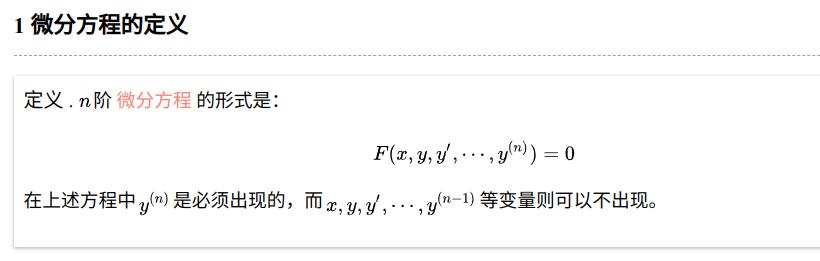 1 微分方程的定义
定义 . n阶 微分方程 的形式是：
F(x, y, y′, ⋯, y⁽ⁿ⁾) = 0
在上述方程中 y⁽ⁿ⁾ 是必须出现的，而 x, y, y′, ⋯, y⁽ⁿ⁻¹⁾ 等变量则可以不出现。